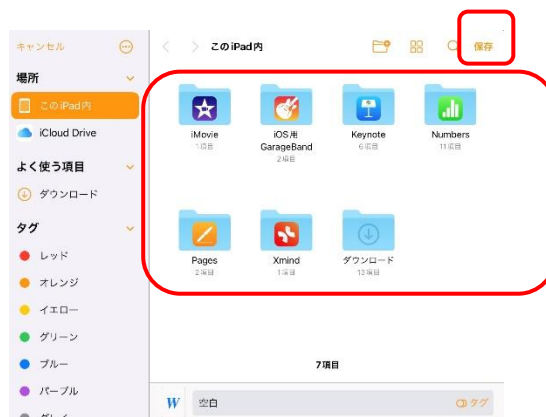 キャンセル
場所
このiPad内
iCloud Drive
よく使う項目
ダウンロード
タグ
レッド
オレンジ
イエロー
グリーン
ブルー
パープル
グレイ
このiPad内
保存
iMovie
1項目
iOS用
GarageBand
2項目
Keynote
6項目
Numbers
11項目
Pages
2項目
Xmind
1項目
ダウンロード
13項目
7項目
W 空白 タグ